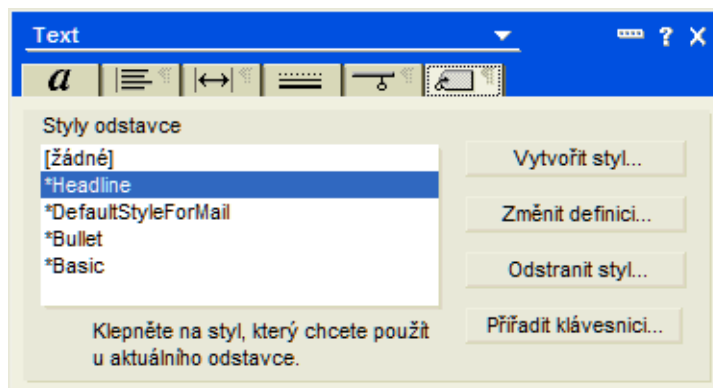 Text
? X
a
Styly odstavce
[žádné]
*Headline
*DefaultStyleForMail
*Bullet
*Basic
Vytvořit styl...
Změnit definici...
Odstranit styl...
Přiřadit klávesnici...
Klepněte na styl, který chcete použít
u aktuálního odstavce.